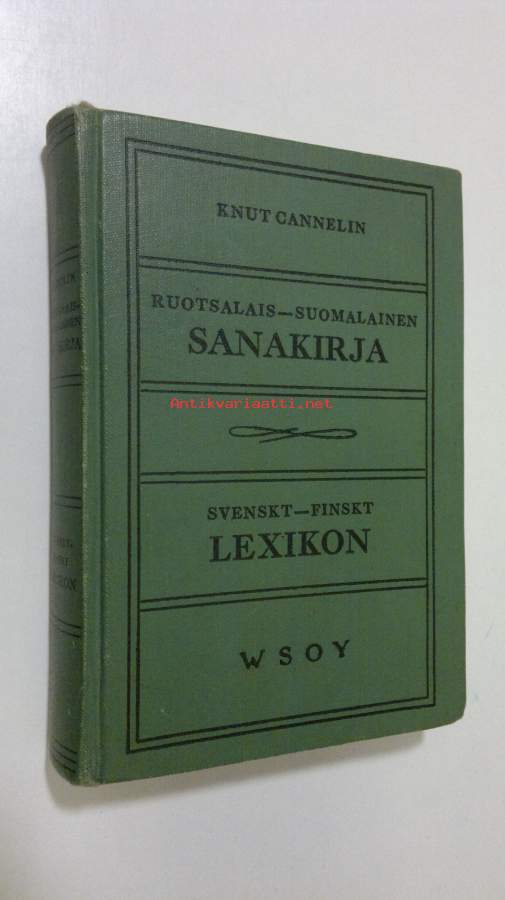 KNUT CANNELIN
RUOTSALAIS—SUOMALAINEN
SANAKIRJA
Antikvariaatti.net
SVENSKT—FINSKT
LEXIKON
WSOY